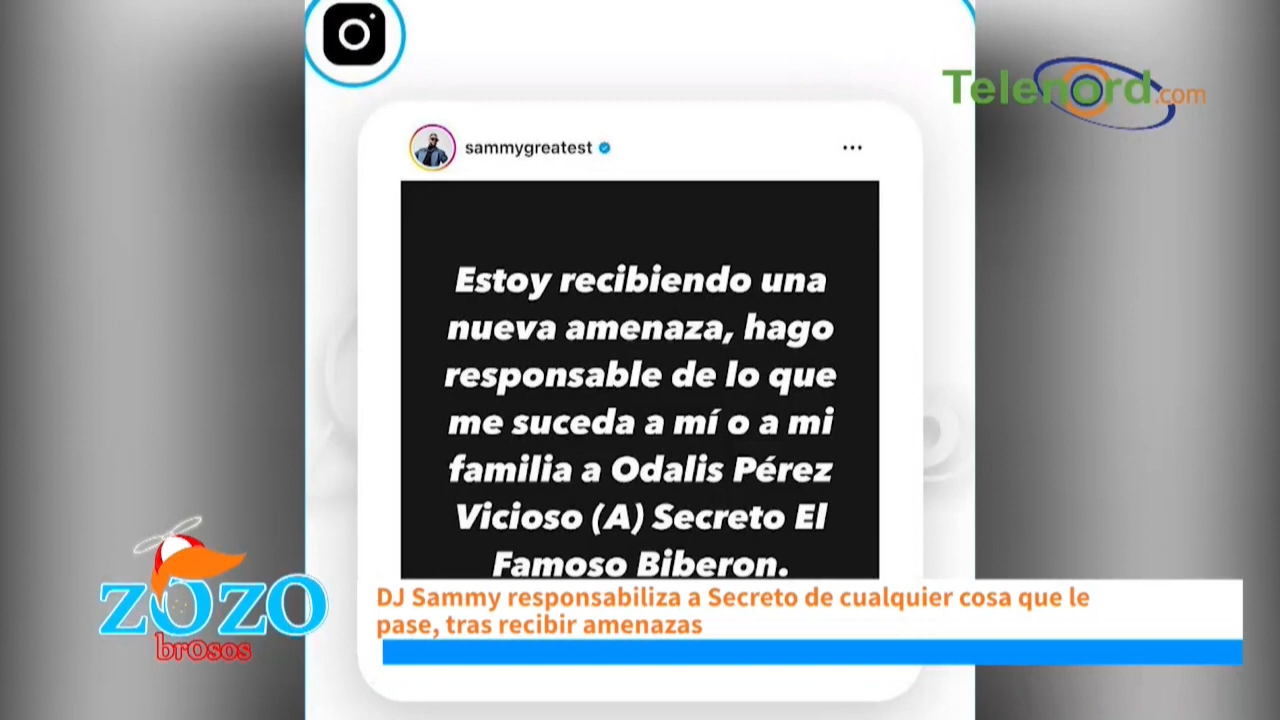 Telenord.com
sammygreatest
Estoy recibiendo una
nueva amenaza, hago
responsable de lo que
me suceda a mí o a mi
familia a Odalis Pérez
Vicioso (A) Secreto El
Famoso Biberon.
zozo
brosos
DJ Sammy responsabiliza a Secreto de cualquier cosa que le
pase, tras recibir amenazas